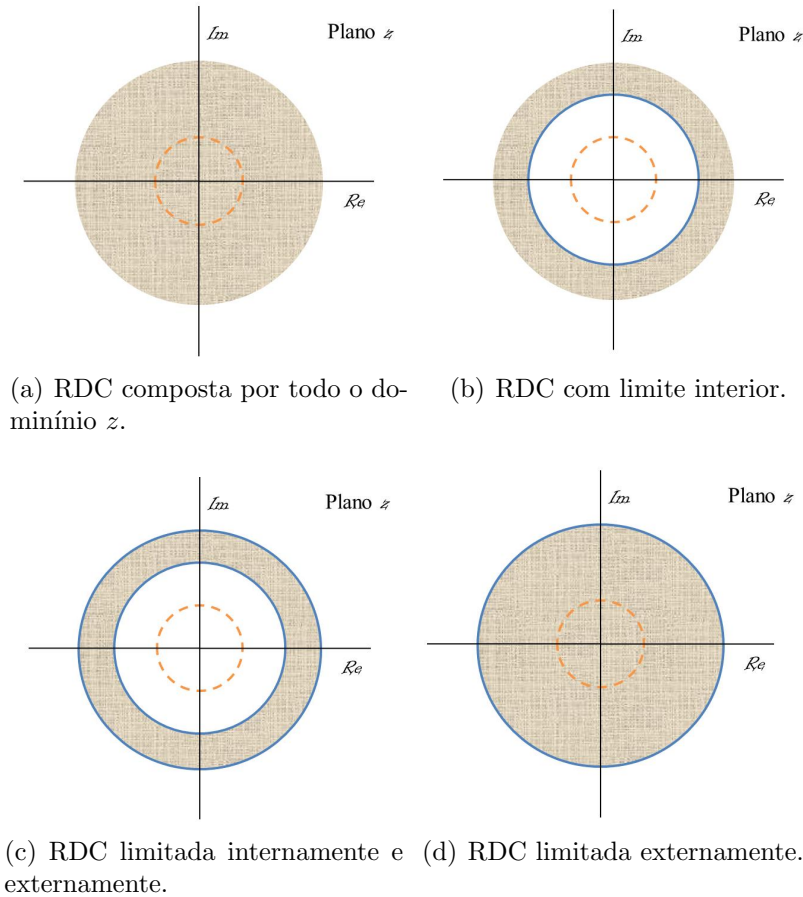 Im
Plano z
Re
Im
Plano z
Re
(a) RDC composta por todo o do-
minínio z.
(b) RDC com limite interior.
Im
Plano z
Re
Im
Plano z
Re
(c) RDC limitada internamente e
externamente.
(d) RDC limitada externamente.